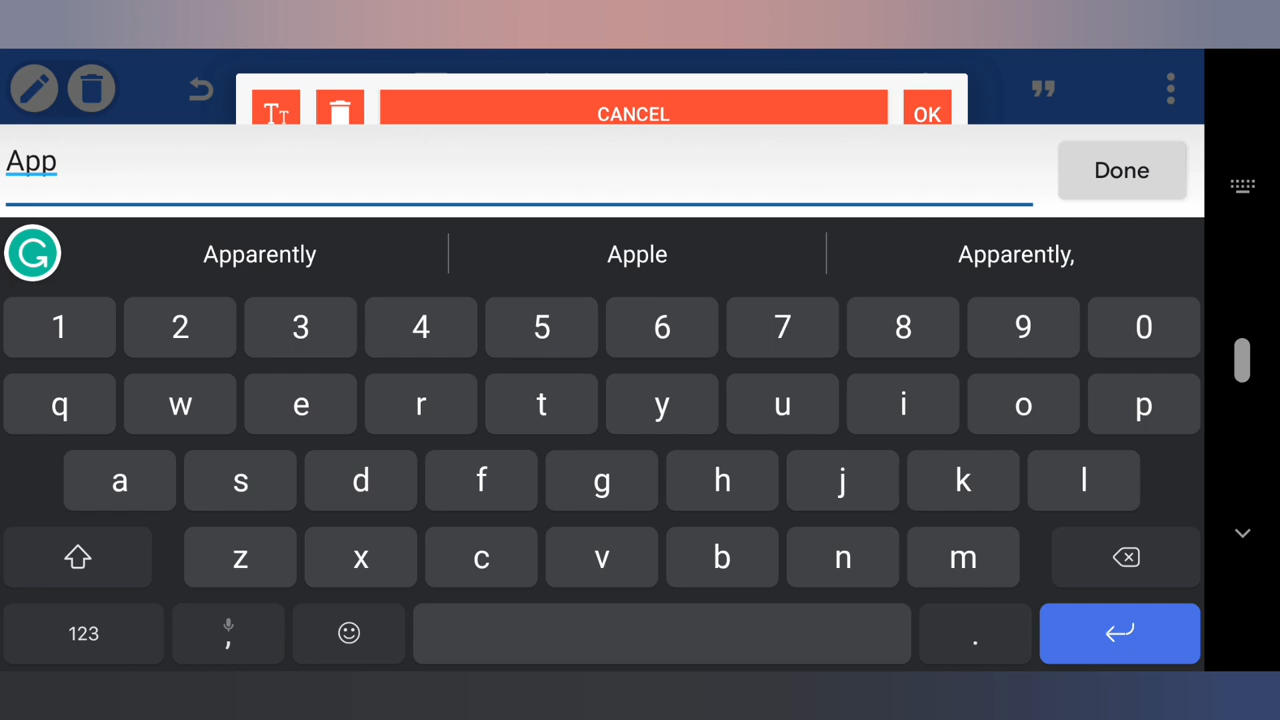 CANCEL
OK
App
Done
Apparently
Apple
Apparently,
1 2 3 4 5 6 7 8 9 0
q w e r t y u i o p
a s d f g h j k l
z x c v b n m
123 , .